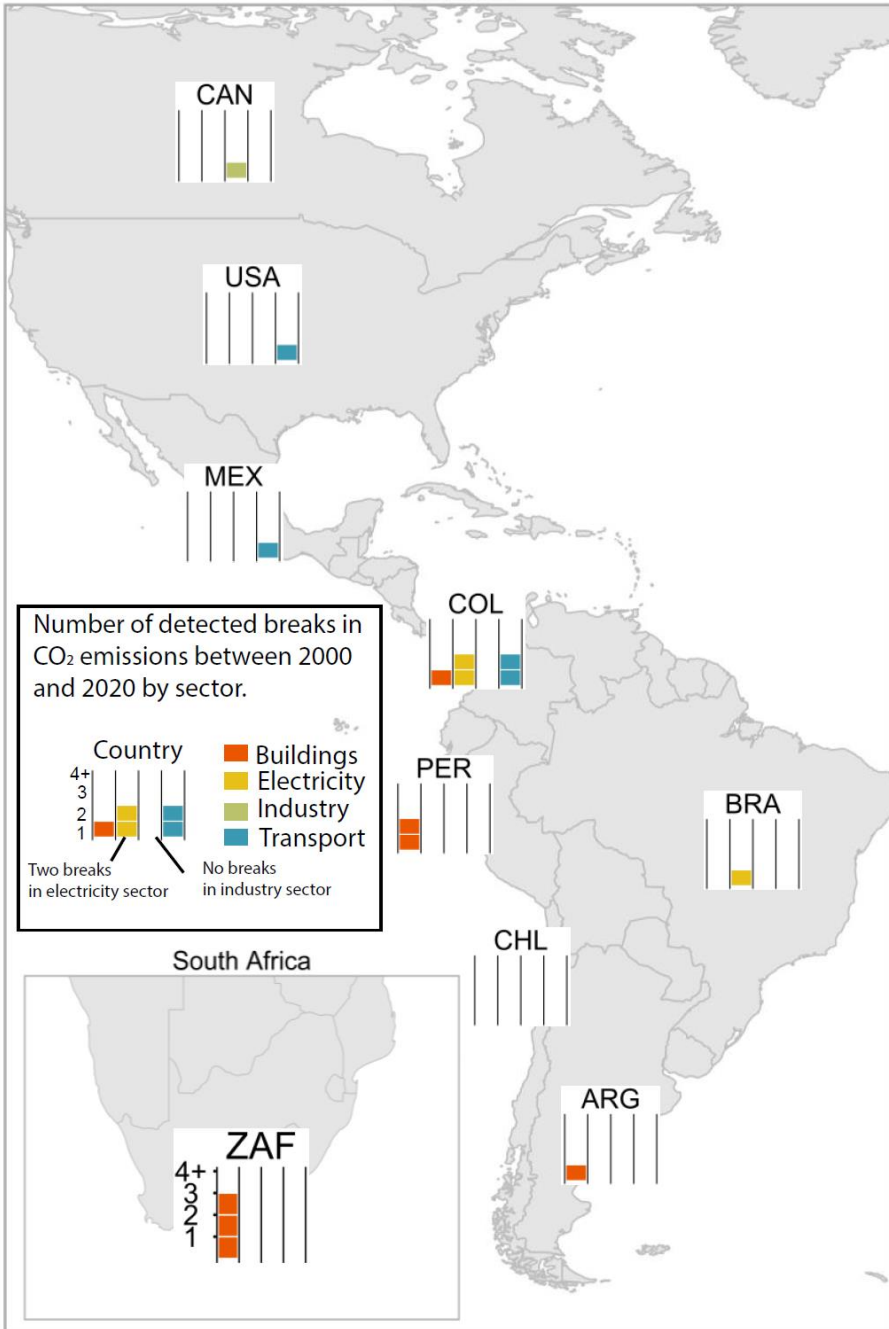 CAN
USA
MEX
COL
Number of detected breaks in
CO₂ emissions between 2000
and 2020 by sector.
Country
4+
3
2
1
Two breaks
in electricity sector
No breaks
in industry sector
Buildings
Electricity
Industry
Transport
PER
BRA
CHL
South Africa
ARG
ZAF
4+
3
2
1